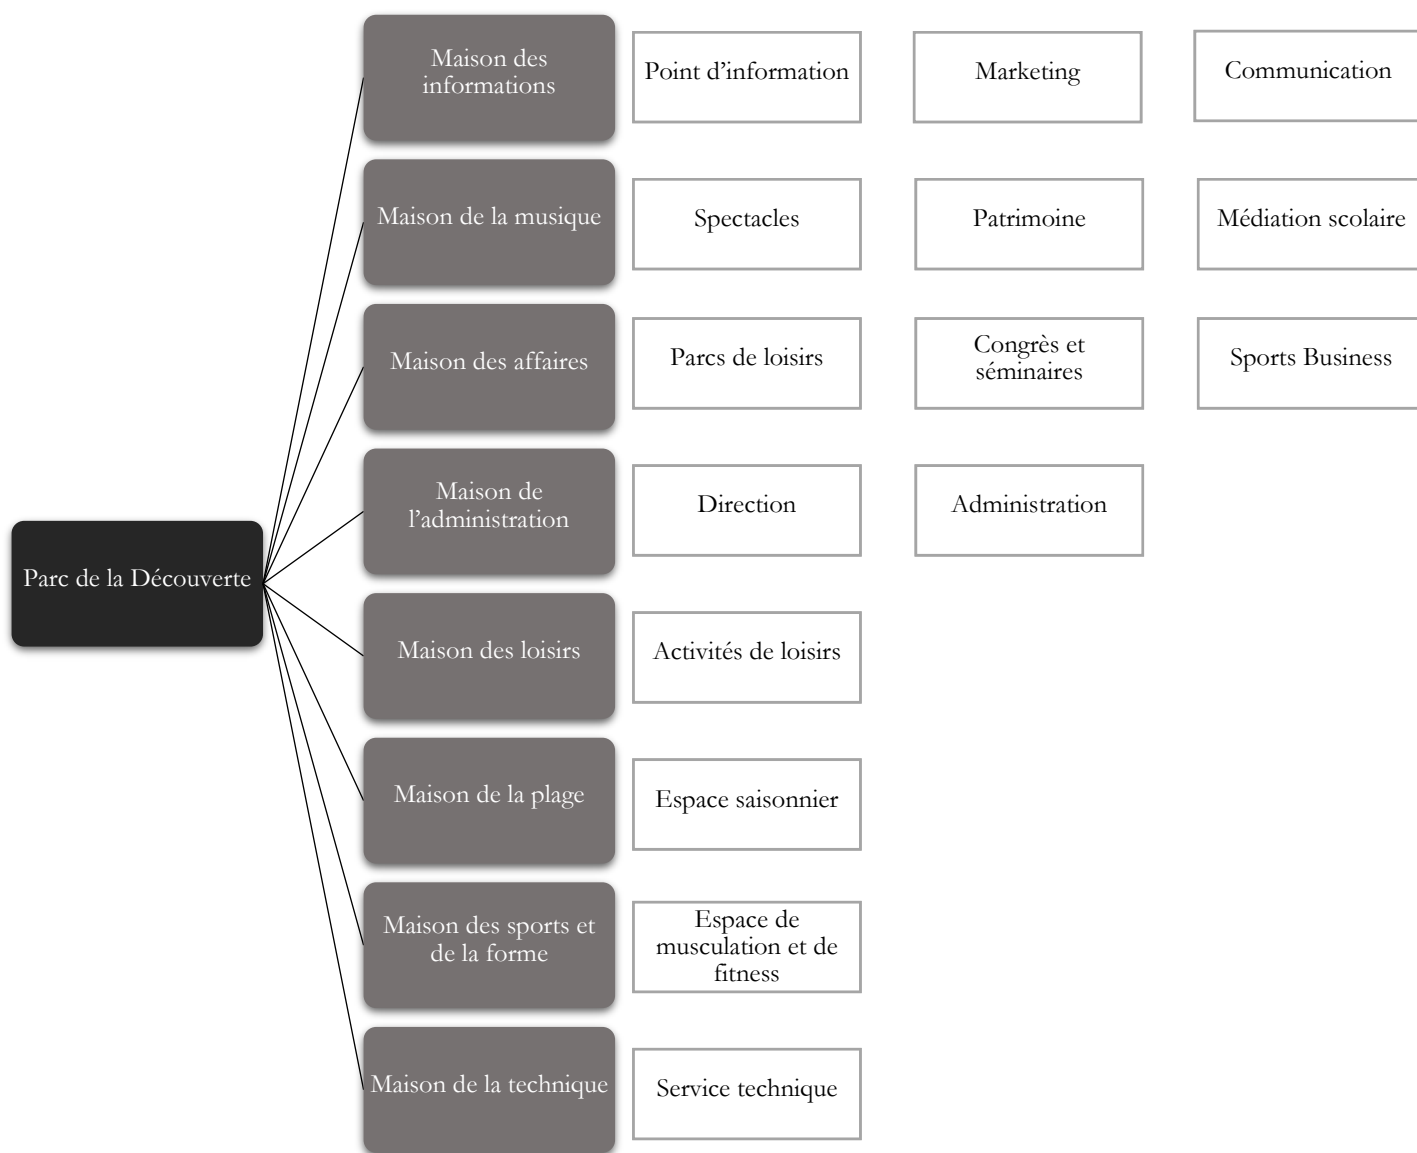 Parc de la Découverte
Maison des
informations
Point d’information
Marketing
Communication
Maison de la musique
Spectacles
Patrimoine
Médiation scolaire
Maison des affaires
Parcs de loisirs
Congrès et
séminaires
Sports Business
Maison de
l’administration
Direction
Administration
Maison des loisirs
Activités de loisirs
Maison de la plage
Espace saisonnier
Maison des sports et
de la forme
Espace de
musculation et de
fitness
Maison de la technique
Service technique